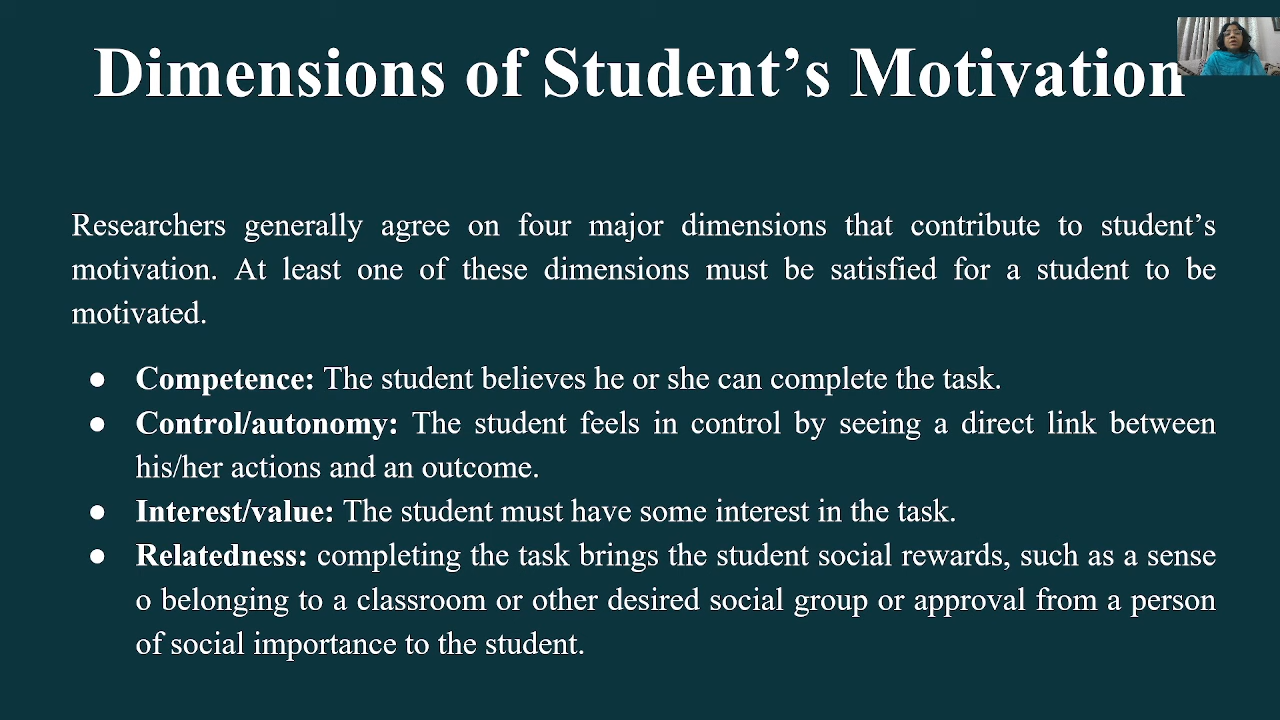 Dimensions of Student’s Motivation
Researchers generally agree on four major dimensions that contribute to student’s
motivation. At least one of these dimensions must be satisfied for a student to be
motivated.
● Competence: The student believes he or she can complete the task.
● Control/autonomy: The student feels in control by seeing a direct link between
his/her actions and an outcome.
● Interest/value: The student must have some interest in the task.
● Relatedness: completing the task brings the student social rewards, such as a sense
o belonging to a classroom or other desired social group or approval from a person
of social importance to the student.